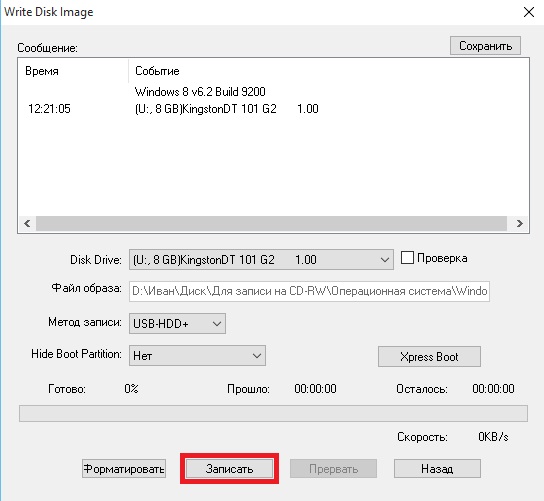 Write Disk Image
Сообщение:
Сохранить
Время Событие
Windows 8 v6.2 Build 9200
12:21:05 (U:, 8 GB)KingstonDT 101 G2 1.00
Disk Drive: (U:, 8 GB)KingstonDT 101 G2 1.00 Проверка
Файл образа: D:\Иван\Диск\Для записи на CD-RW\Операционная система\Windo
Метод записи: USB-HDD+
Hide Boot Partition: Нет Xpress Boot
Готово: 0% Прошло: 00:00:00 Осталось: 00:00:00
Скорость: 0KB/s
Форматировать Записать Прервать Назад